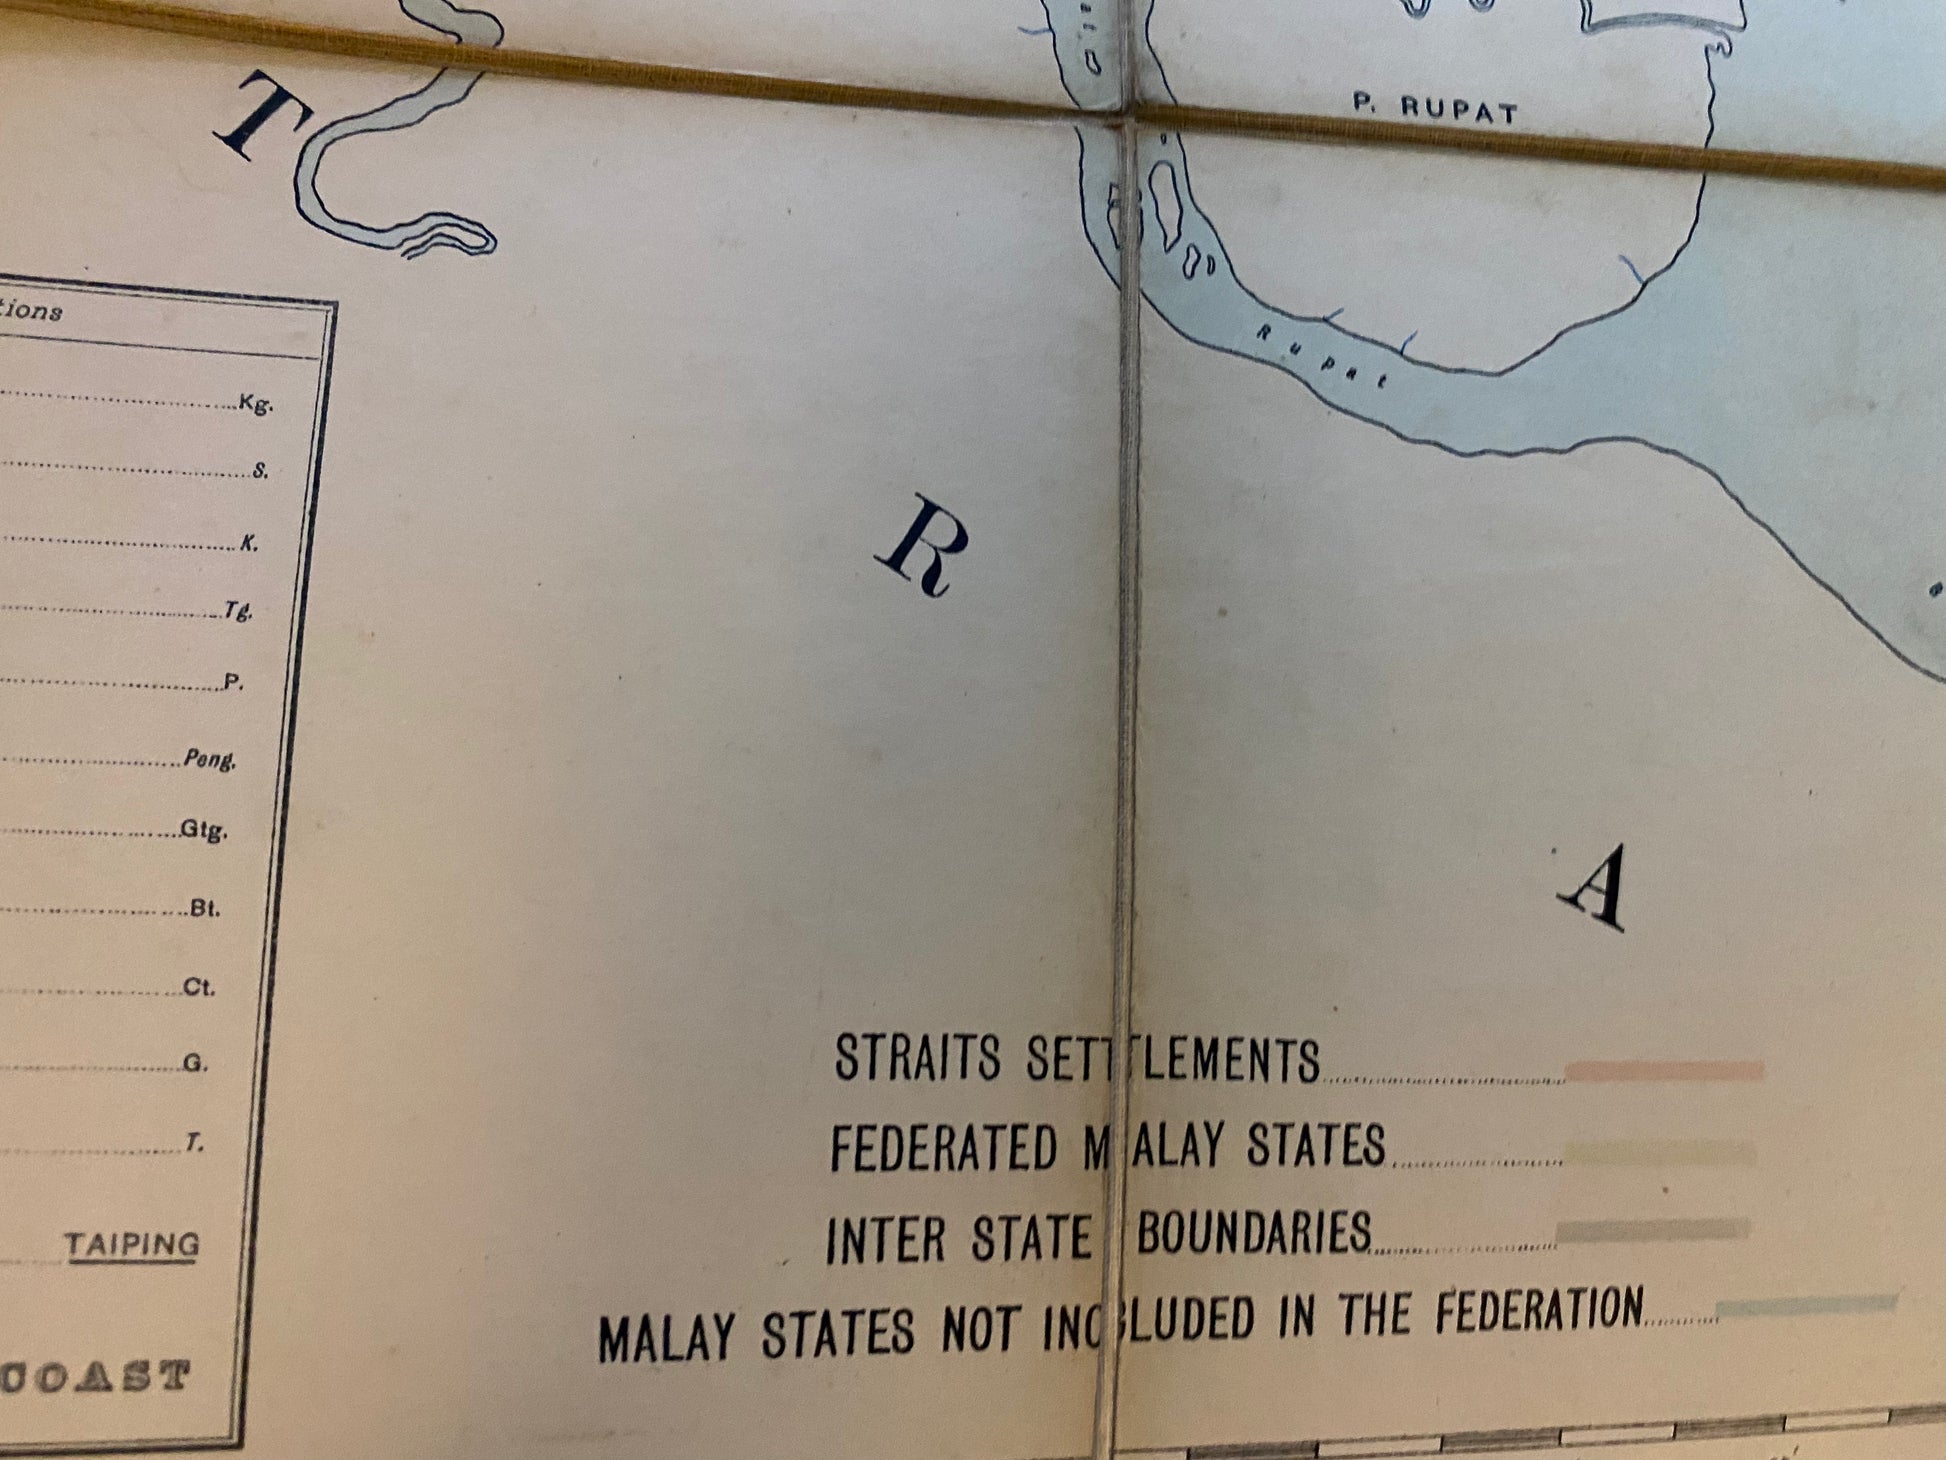 T
P. RUPAT
Rupat
tions
Kg.
S.
K.
Tg.
P.
Peng.
Gtg.
Bt.
Ct.
G.
T.
TAIPING
COAST
R
A
STRAITS SETTLEMENTS
FEDERATED MALAY STATES
INTER STATE BOUNDARIES
MALAY STATES NOT INCLUDED IN THE FEDERATION